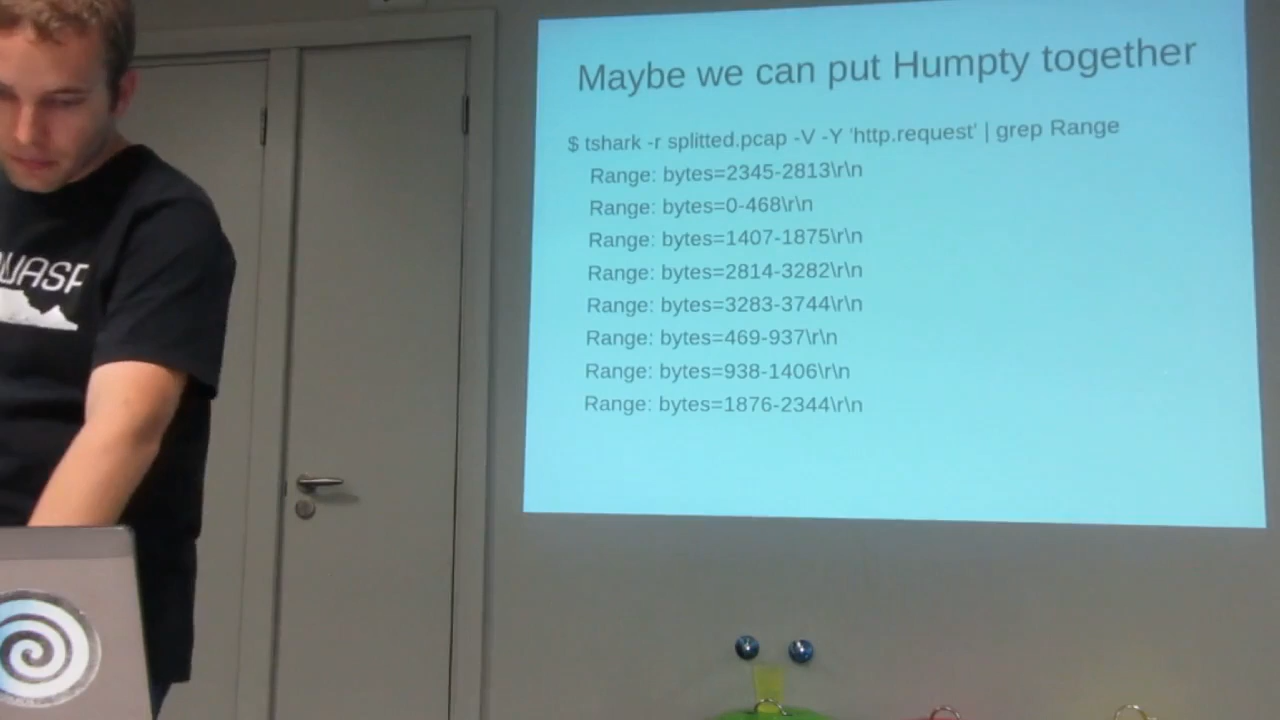 Maybe we can put Humpty together
$ tshark -r splitted.pcap -V -Y 'http.request' | grep Range
Range: bytes=2345-2813\r\n
Range: bytes=0-468\r\n
Range: bytes=1407-1875\r\n
Range: bytes=2814-3282\r\n
Range: bytes=3283-3744\r\n
Range: bytes=469-937\r\n
Range: bytes=938-1406\r\n
Range: bytes=1876-2344\r\n